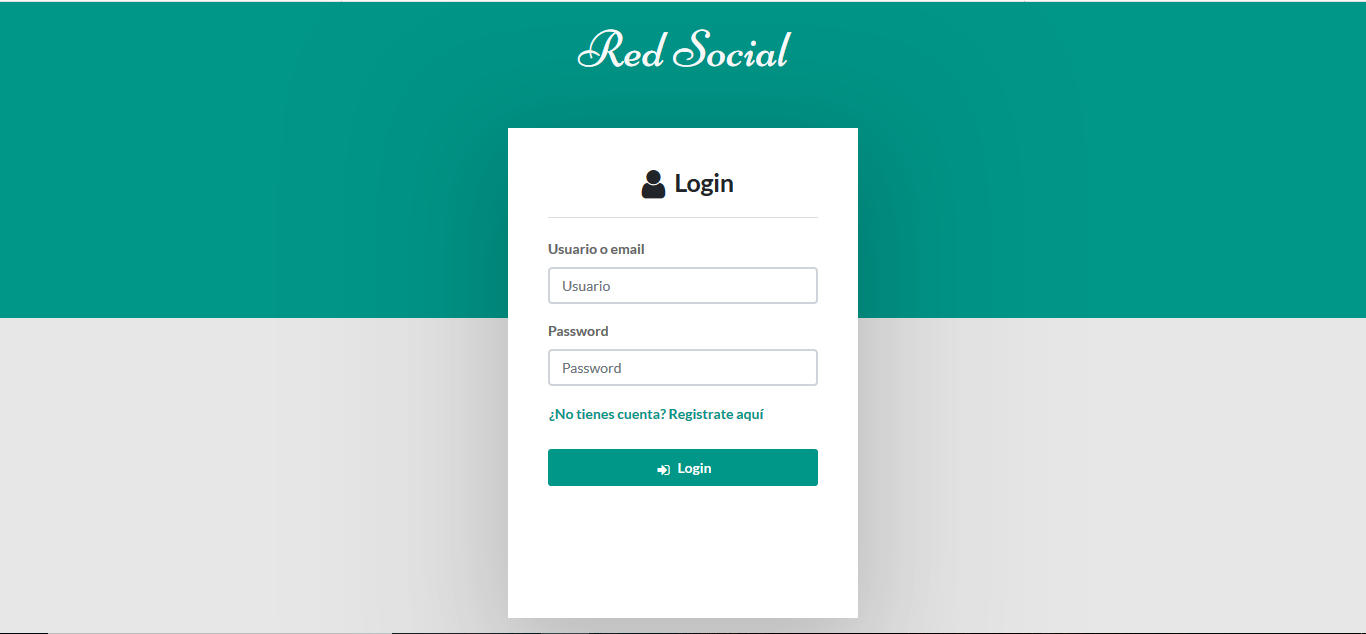 Red Social
Login
Usuario o email
Usuario
Password
Password
¿No tienes cuenta? Registrate aquí
Login